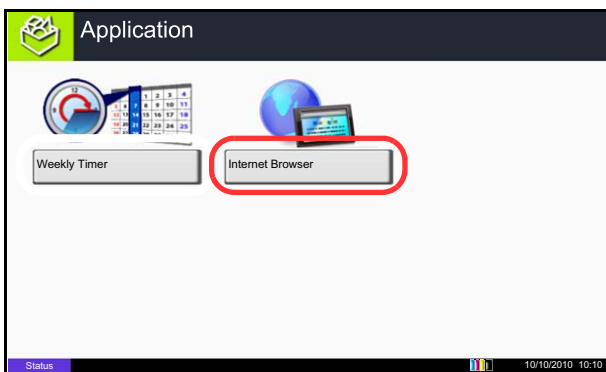 Application
Weekly Timer
Internet Browser
Status
10/10/2010 10:10